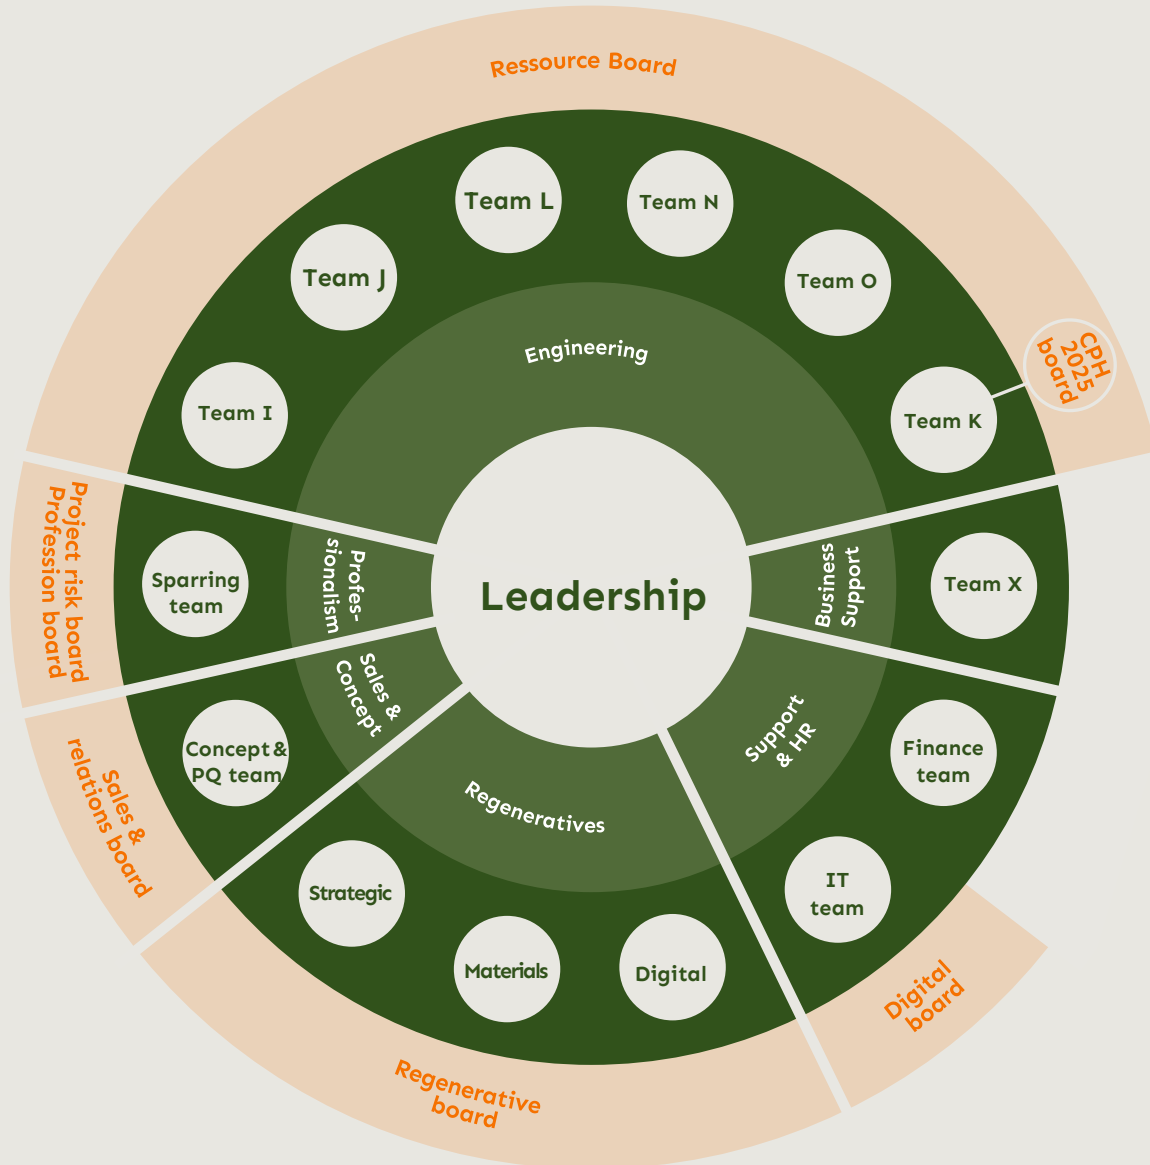 Ressource Board
Team L
Team N
Team J
Team O
Team I
Team K
CPH
2025
board
Engineering
Project risk board
Profession board
Sparring
team
Profes-
sionalism
Leadership
Business
Support
Team X
Sales &
Concept
Concept &
PQ team
Sales &
relations board
Support
& HR
Finance
team
IT
team
Digital
board
Regeneratives
Strategic
Materials
Digital
Regenerative
board